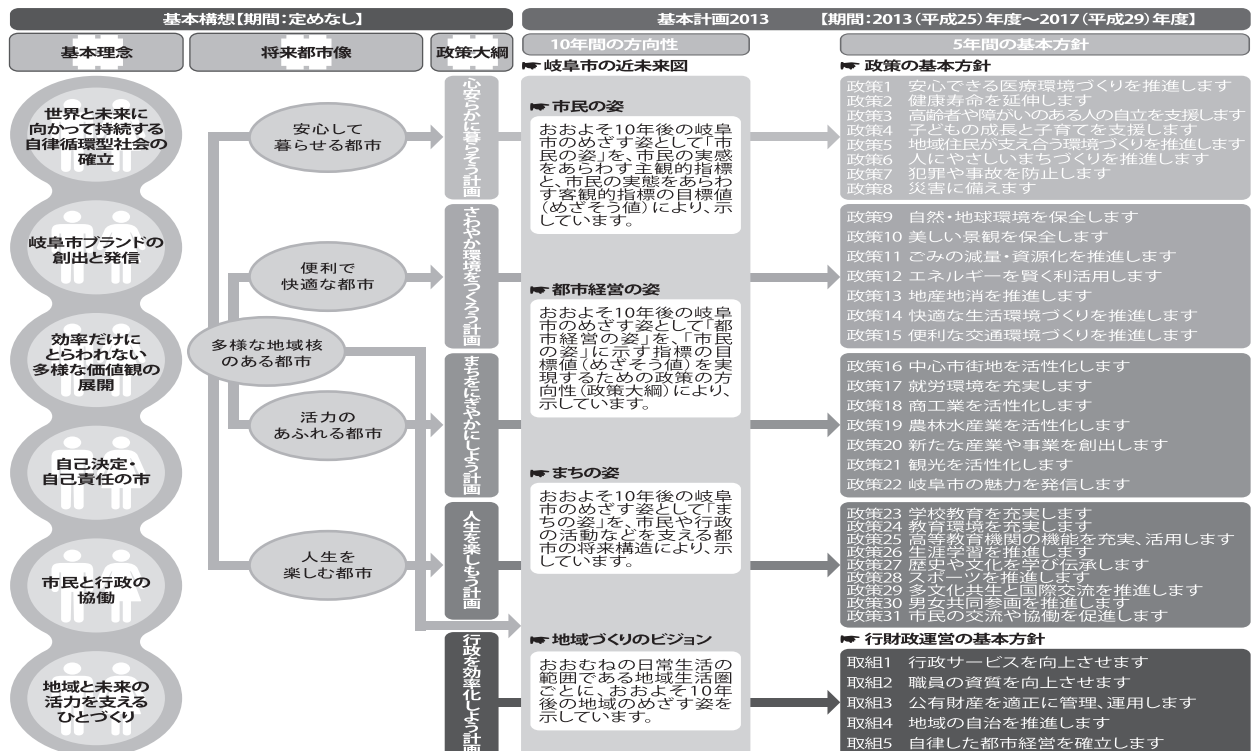 基本構想【期間:定めなし】
基本計画2013　【期間:2013(平成25)年度〜2017(平成29)年度】
基本理念
将来都市像
政策大綱
10年間の方向性
5年間の基本方針
世界と未来に
向かって持続する
自律循環型社会の
確立
岐阜市ブランドの
創出と発信
効率だけに
とらわれない
多様な価値観の
展開
自己決定・
自己責任の市
市民と行政の
協働
地域と未来の
活力を支える
ひとづくり
安心して
暮らせる都市
便利で
快適な都市
多様な地域核
のある都市
活力の
あふれる都市
人生を
楽しむ都市
心安らかに暮らそう計画
さわやか環境をつくろう計画
まちをにぎやかにしよう計画
人生を楽しもう計画
行政を効率化しよう計画
☛ 岐阜市の近未来図
☛ 市民の姿
おおよそ10年後の岐阜
市のめざす姿として「市
民の姿」を、市民の実感
をあらわす主観的指標
と、市民の実態をあらわ
す客観的指標の目標値
(めざそう値)により、示
しています。
☛ 都市経営の姿
おおよそ10年後の岐阜
市のめざす姿として「都
市経営の姿」を、「市民
の姿」に示す指標の目
標値(めざそう値)を実
現するための政策の方
向性(政策大綱)により、
示しています。
☛ まちの姿
おおよそ10年後の岐阜
市のめざす姿として「ま
ちの姿」を、市民や行政
の活動などを支える都
市の将来構造により、示
しています。
☛ 地域づくりのビジョン
おおむねの日常生活の
範囲である地域生活圏
ごとに、おおよそ10年
後の地域のめざす姿を
示しています。
☛ 政策の基本方針
政策1　安心できる医療環境づくりを推進します
政策2　健康寿命を延伸します
政策3　高齢者や障がいのある人の自立を支援します
政策4　子どもの成長と子育てを支援します
政策5　地域住民が支え合う環境づくりを推進します
政策6　人にやさしいまちづくりを推進します
政策7　犯罪や事故を防止します
政策8　災害に備えます
政策9　自然・地球環境を保全します
政策10 美しい景観を保全します
政策11 ごみの減量・資源化を推進します
政策12 エネルギーを賢く利活用します
政策13 地産地消を推進します
政策14 快適な生活環境づくりを推進します
政策15 便利な交通環境づくりを推進します
政策16 中心市街地を活性化します
政策17 就労環境を充実します
政策18 商工業を活性化します
政策19 農林水産業を活性化します
政策20 新たな産業や事業を創出します
政策21 観光を活性化します
政策22 岐阜市の魅力を発信します
政策23 学校教育を充実します
政策24 教育環境を充実します
政策25 高等教育機関の機能を充実、活用します
政策26 生涯学習を推進します
政策27 歴史や文化を学び伝承します
政策28 スポーツを推進します
政策29 多文化共生と国際交流を推進します
政策30 男女共同参画を推進します
政策31 市民の交流や協働を促進します
☛ 行財政運営の基本方針
取組1　行政サービスを向上させます
取組2　職員の資質を向上させます
取組3　公有財産を適正に管理、運用します
取組4　地域の自治を推進します
取組5　自律した都市経営を確立します